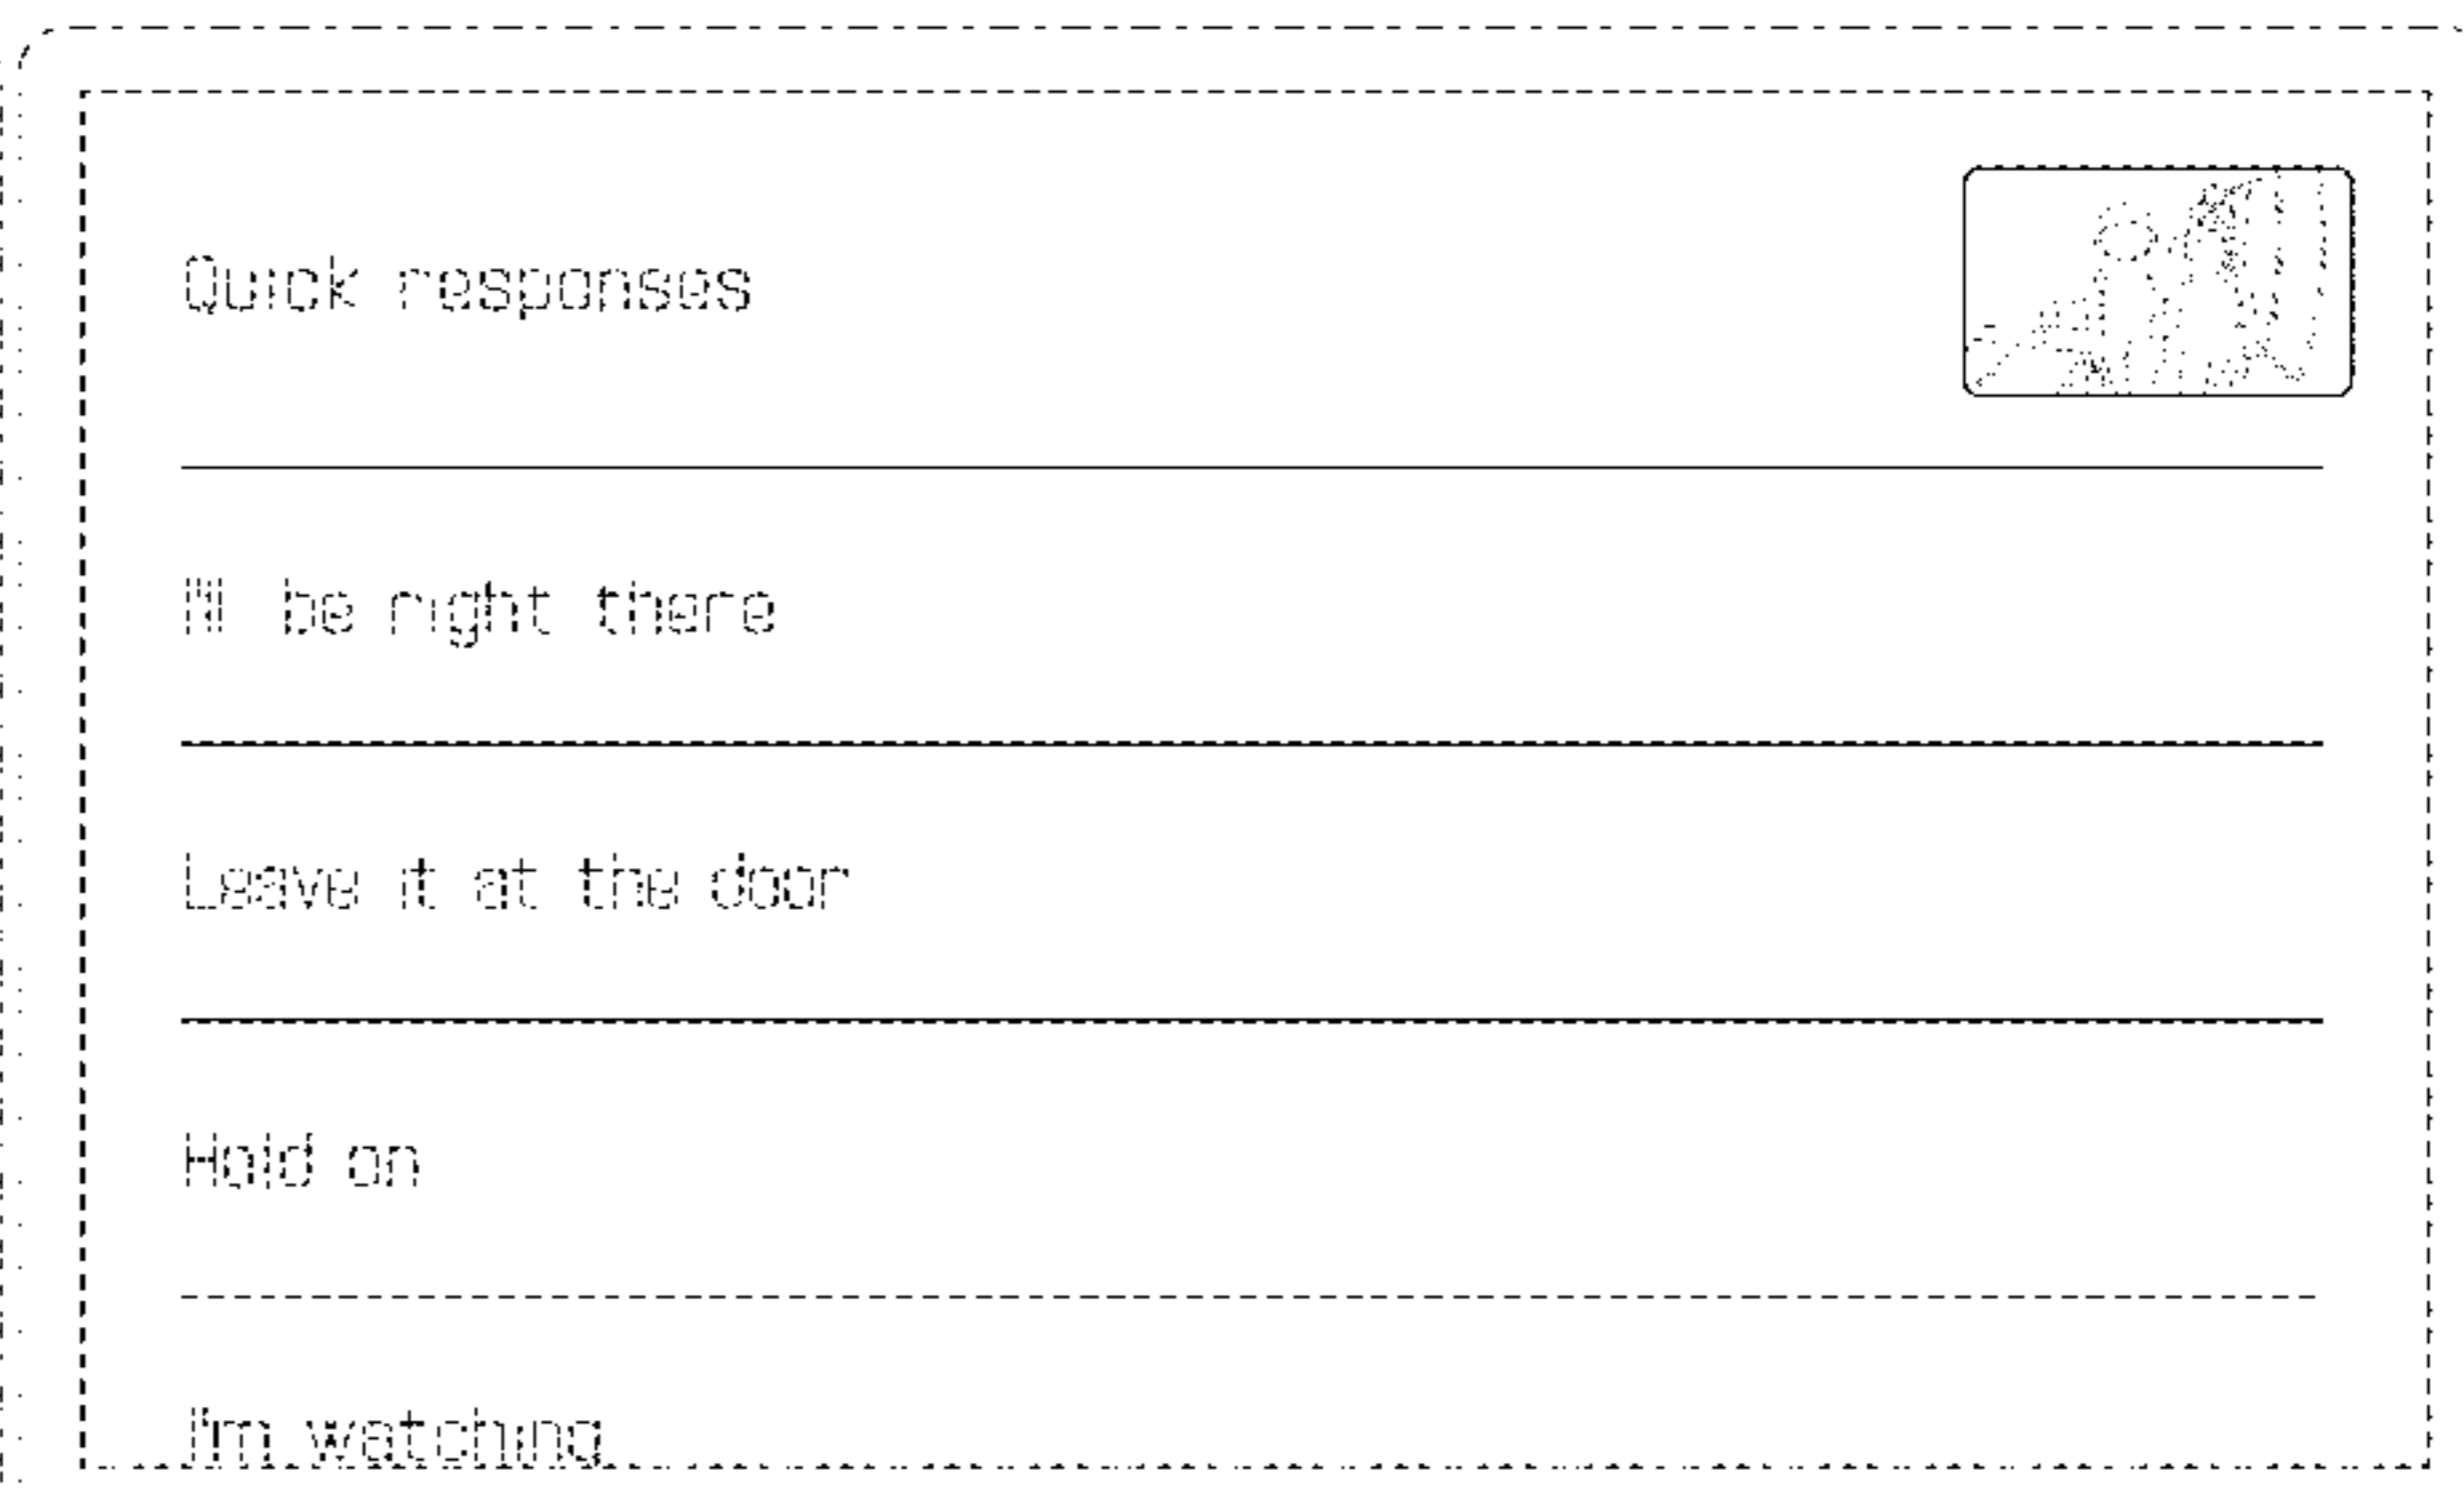 Quick responses
I'll be right there
Leave it at the door
Hold on
I'm watching